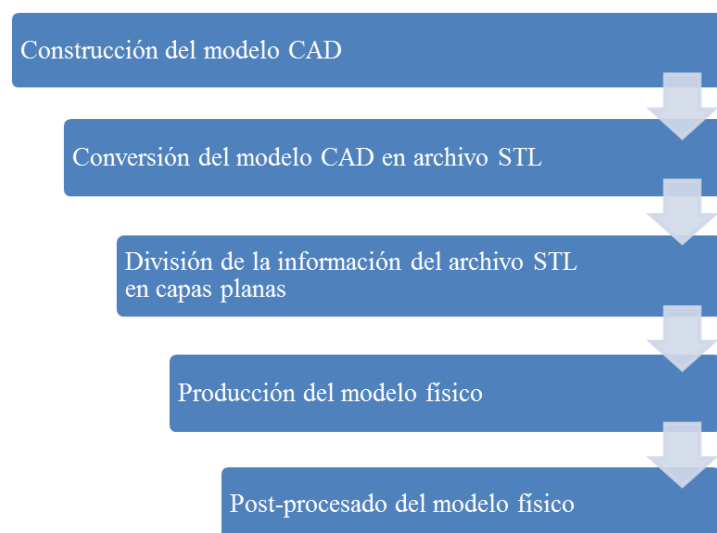 Construcción del modelo CAD
Conversión del modelo CAD en archivo STL
División de la información del archivo STL
en capas planas
Producción del modelo físico
Post-procesado del modelo físico